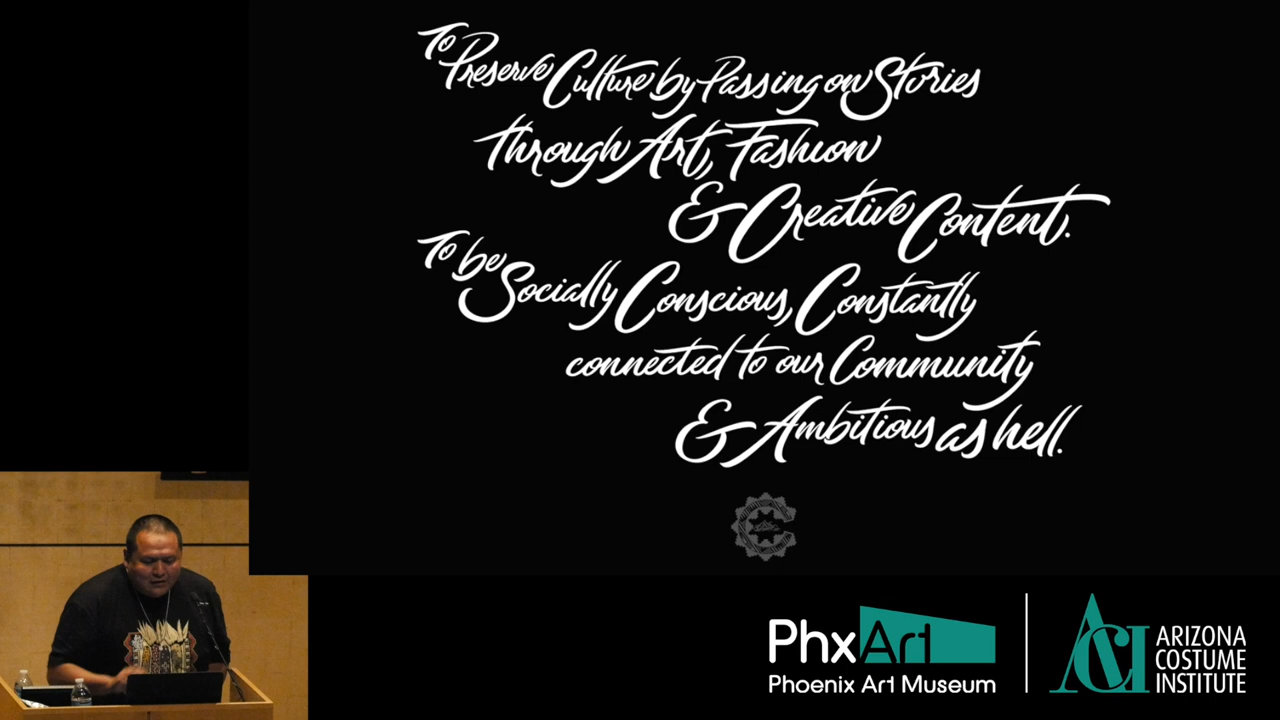 To Preserve Culture by Passing on Stories
through Art, Fashion
& Creative Content.
To be Socially Conscious, Constantly
connected to our Community
& Ambitious as hell.
PhxArt
Phoenix Art Museum
ACI
ARIZONA
COSTUME
INSTITUTE